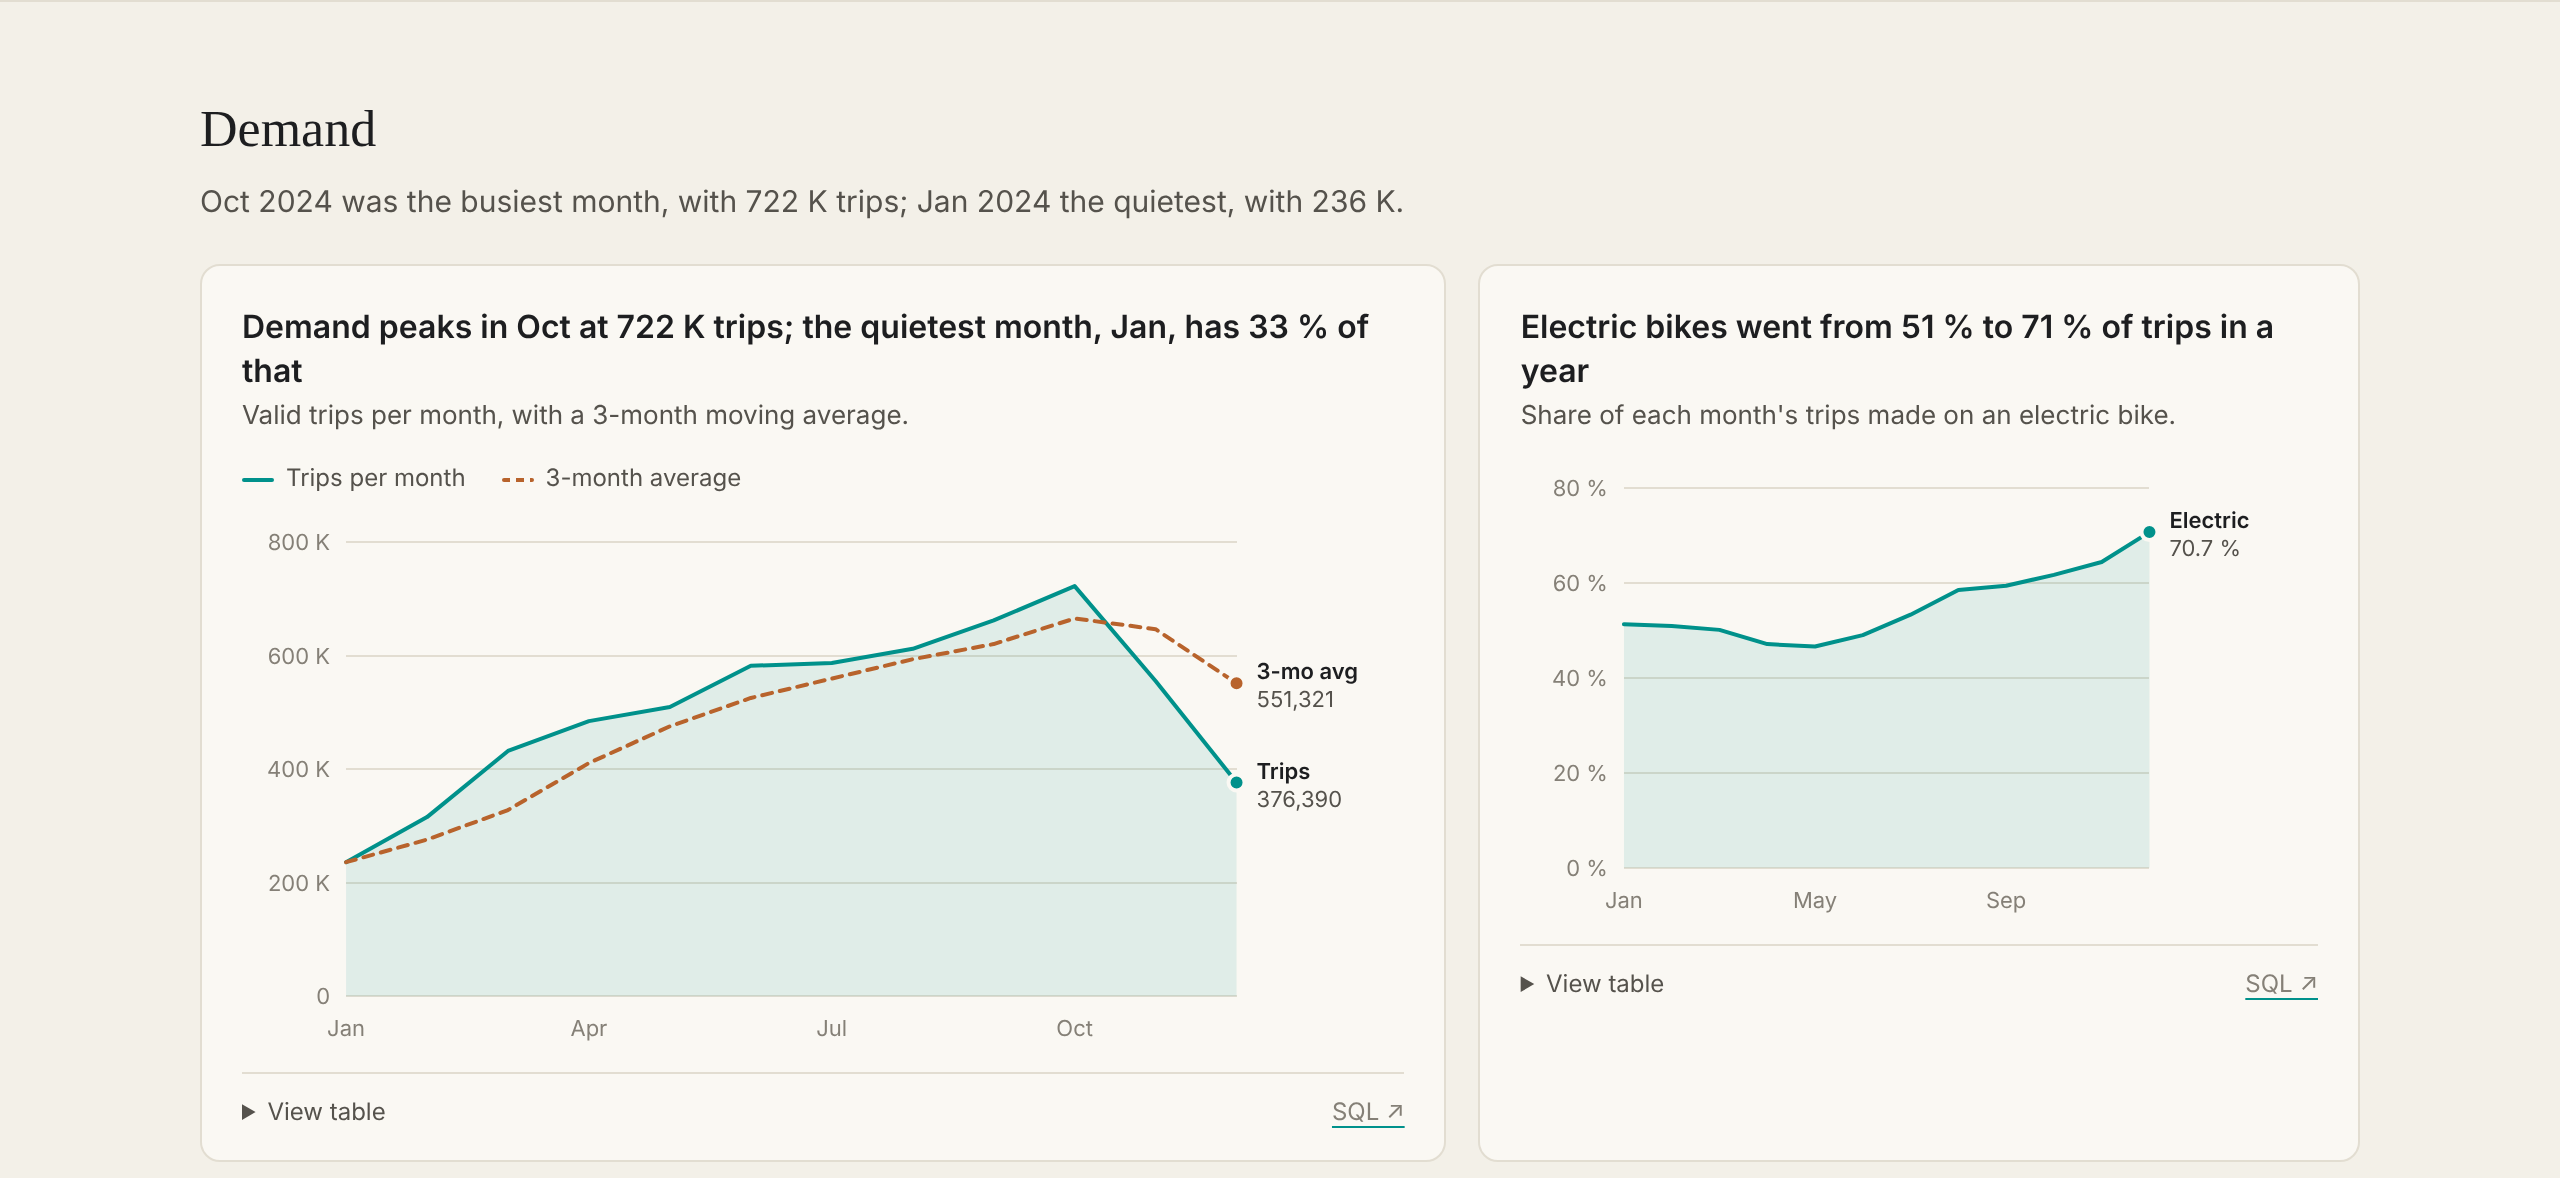 Demand
Oct 2024 was the busiest month, with 722 K trips; Jan 2024 the quietest, with 236 K.
Demand peaks in Oct at 722 K trips; the quietest month, Jan, has 33 % of
that
Valid trips per month, with a 3-month moving average.
Trips per month
3-month average
800 K
600 K
400 K
200 K
0
3-mo avg
551,321
Trips
376,390
Jan
Apr
Jul
Oct
View table
SQL ↗
Electric bikes went from 51 % to 71 % of trips in a
year
Share of each month's trips made on an electric bike.
80 %
60 %
40 %
20 %
0 %
Electric
70.7 %
Jan
May
Sep
View table
SQL ↗